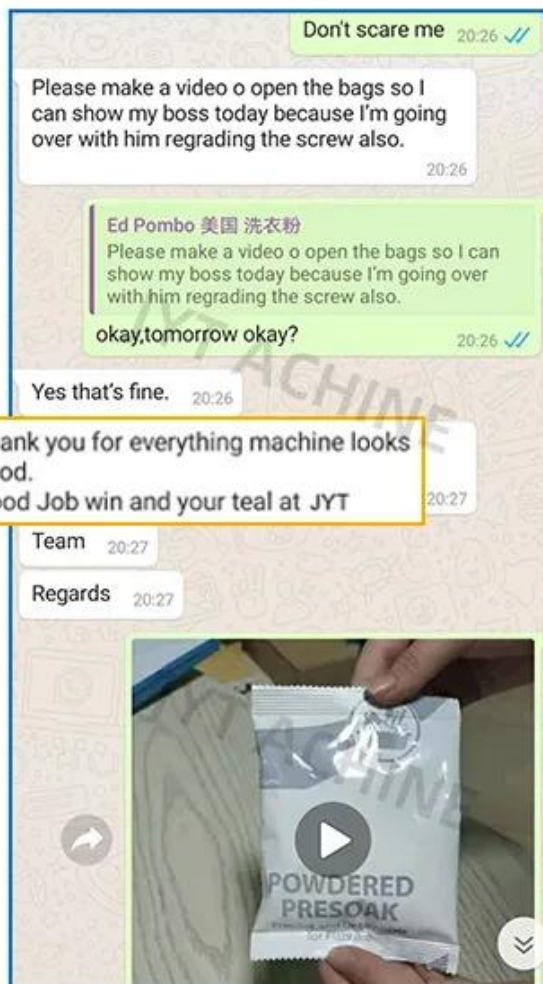 Don't scare me 20:26
Please make a video o open the bags so I
can show my boss today because I'm going
over with him regrading the screw also.
20:26
Ed Pombo 美国 洗衣粉
Please make a video o open the bags so I can
show my boss today because I'm going over
with him regrading the screw also.
okay,tomorrow okay? 20:26
JYT ACHINE
Yes that's fine. 20:26
ank you for everything machine looks
od.
od Job win and your teal at JYT
20:27
Team 20:27
Regards 20:27
JYT ACHINE
POWDERED
PRESOAK